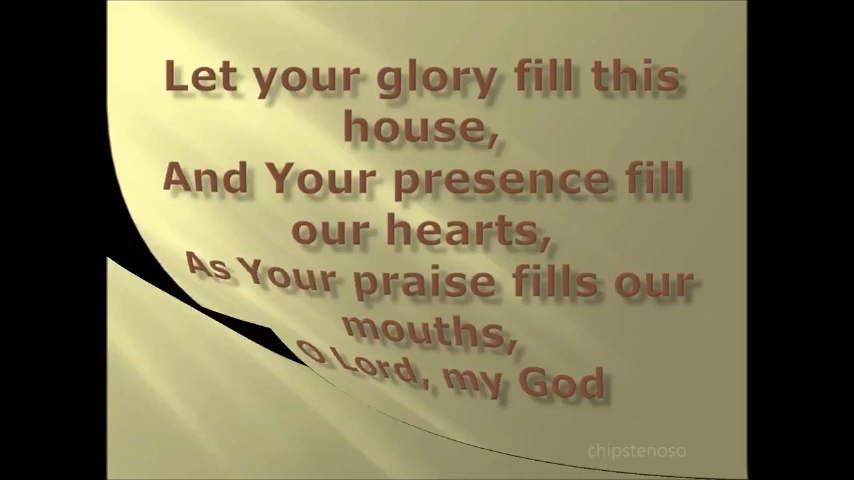 Let your glory fill this
house,
And Your presence fill
our hearts,
As Your praise fills our
mouths,
O Lord, my God
chipstenoso